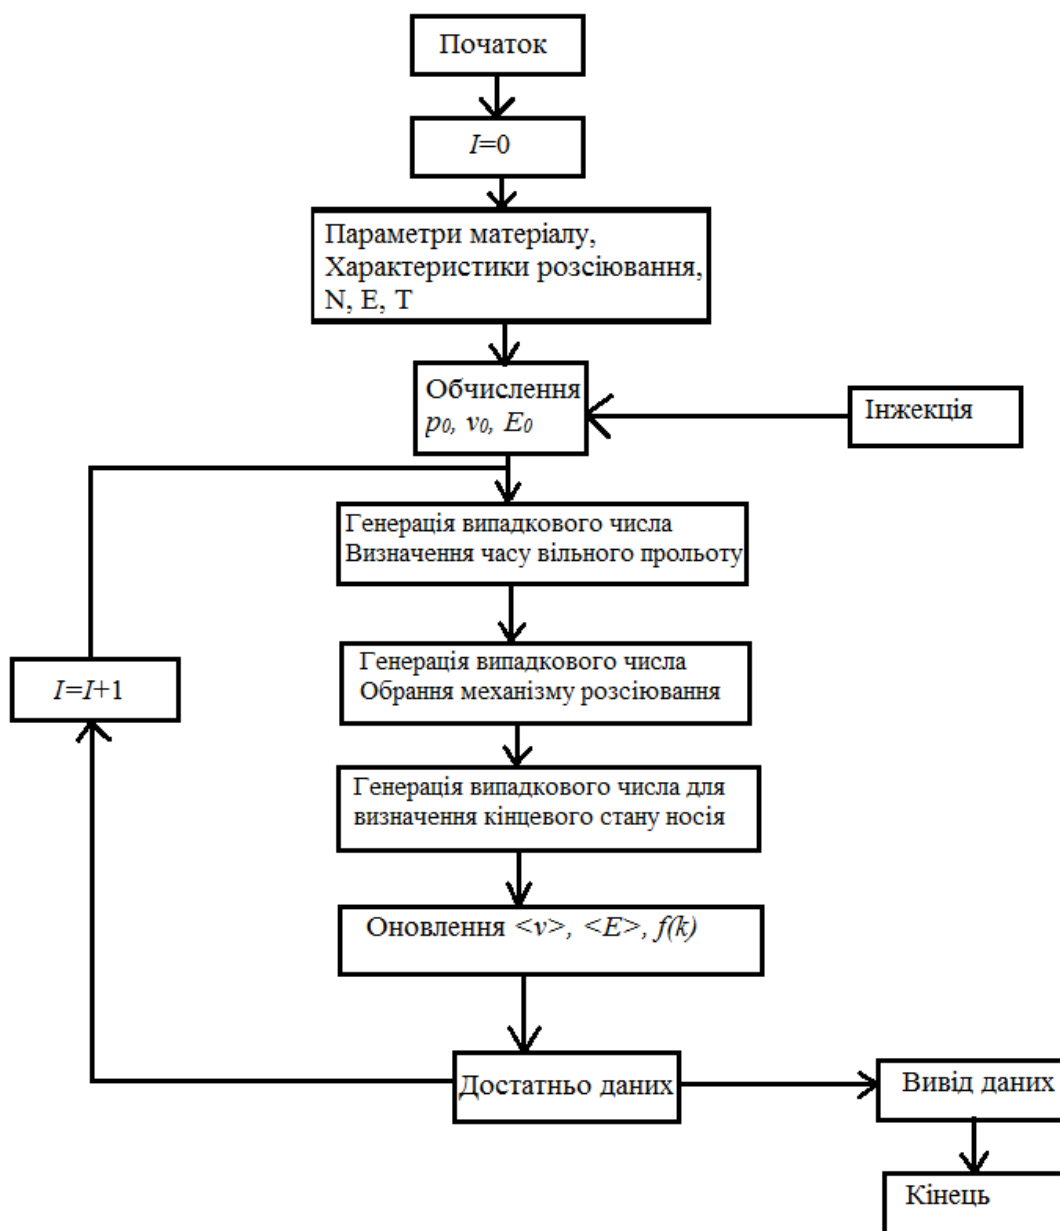 Початок
I=0
Параметри матеріалу,
Характеристики розсіювання,
N, E, T
Обчислення
p₀, v₀, E₀
Інжекція
Генерація випадкового числа
Визначення часу вільного прольоту
Генерація випадкового числа
Обрання механізму розсіювання
I=I+1
Генерація випадкового числа для
визначення кінцевого стану носія
Оновлення <v>, <E>, f(k)
Достатньо даних
Вивід даних
Кінець